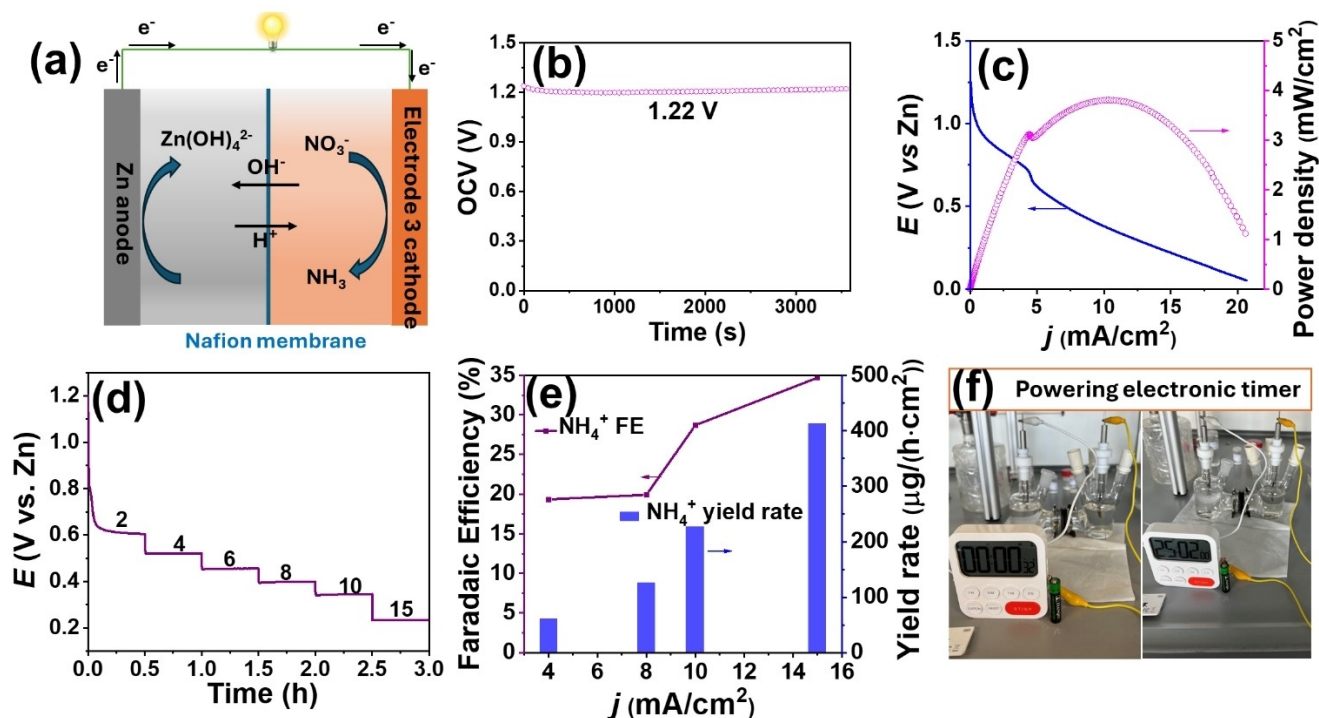 (a)
e⁻
e⁻
e⁻
e⁻
Zn anode
Zn(OH)₄²⁻
OH⁻
H⁺
NO₃⁻
NH₃
Electrode 3 cathode
Nafion membrane
(b)
1.5
1.2
0.9
0.6
0.3
0.0
OCV (V)
1.22 V
0
1000
2000
3000
Time (s)
(c)
1.5
1.0
0.5
0.0
E (V vs Zn)
5
4
3
2
1
0
Power density (mW/cm²)
0
5
10
15
20
j (mA/cm²)
(d)
1.2
1.0
0.8
0.6
0.4
0.2
E (V vs. Zn)
2
4
6
8
10
15
0.0
0.5
1.0
1.5
2.0
2.5
3.0
Time (h)
(e)
35
30
25
20
15
10
5
0
Faradaic Efficiency (%)
NH₄⁺ FE
NH₄⁺ yield rate
500
400
300
200
100
0
Yield rate (μg/(h·cm²))
4
6
8
10
12
14
16
j (mA/cm²)
(f) Powering electronic timer
00:00
25:02